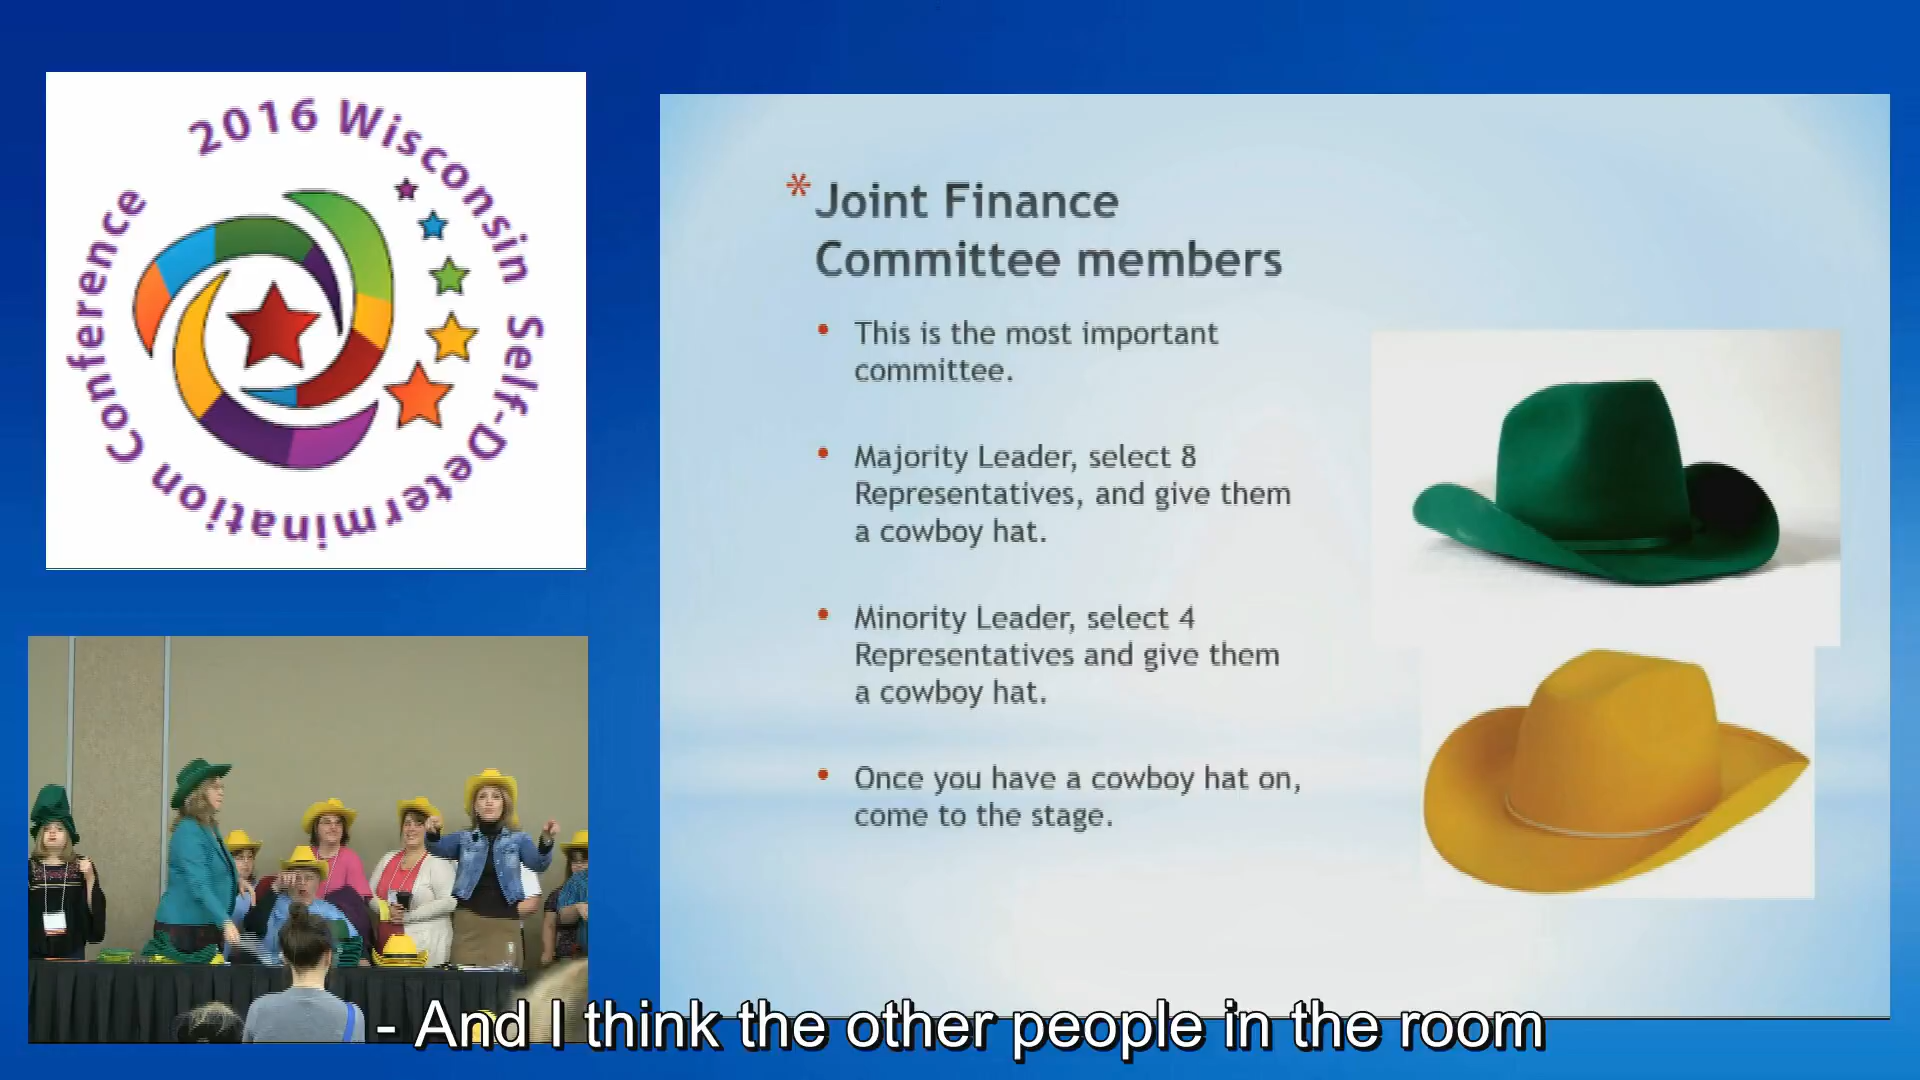 2016 Wisconsin Self-Determination Conference
* Joint Finance
Committee members
• This is the most important
committee.
• Majority Leader, select 8
Representatives, and give them
a cowboy hat.
• Minority Leader, select 4
Representatives and give them
a cowboy hat.
• Once you have a cowboy hat on,
come to the stage.
- And I think the other people in the room